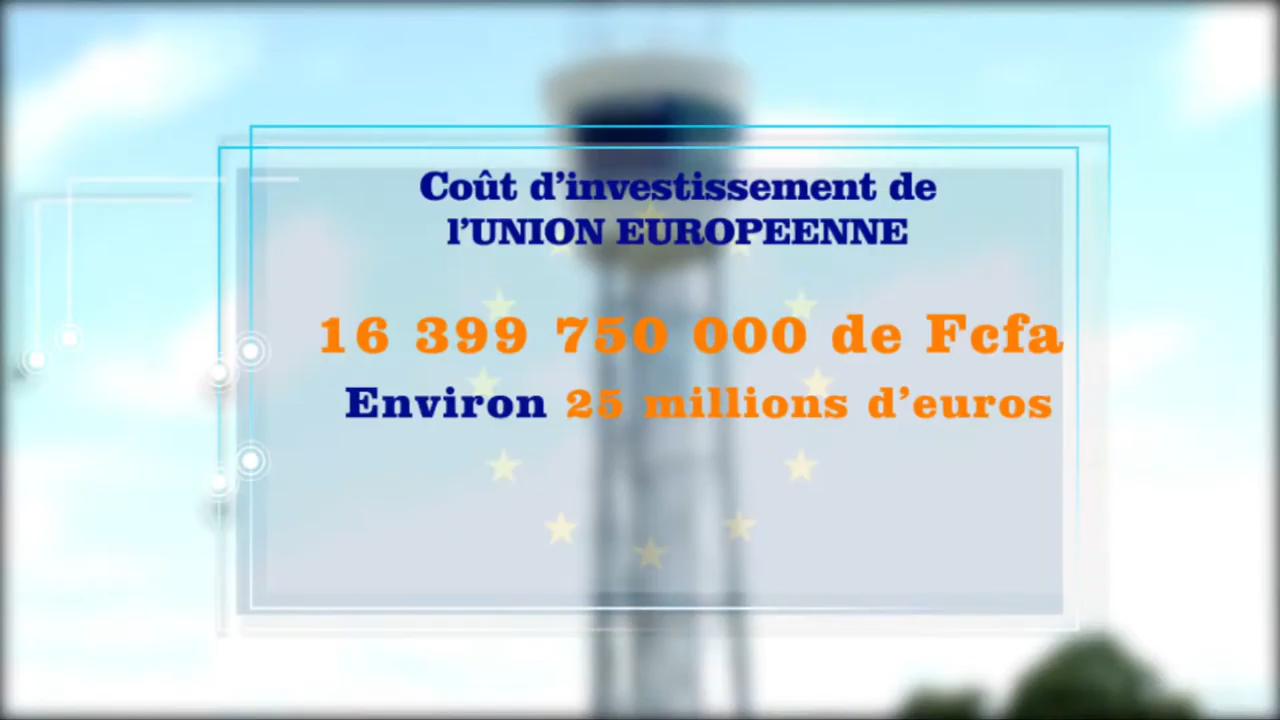 Coût d’investissement de
l’UNION EUROPEENNE
16 399 750 000 de Fcfa
Environ 25 millions d’euros